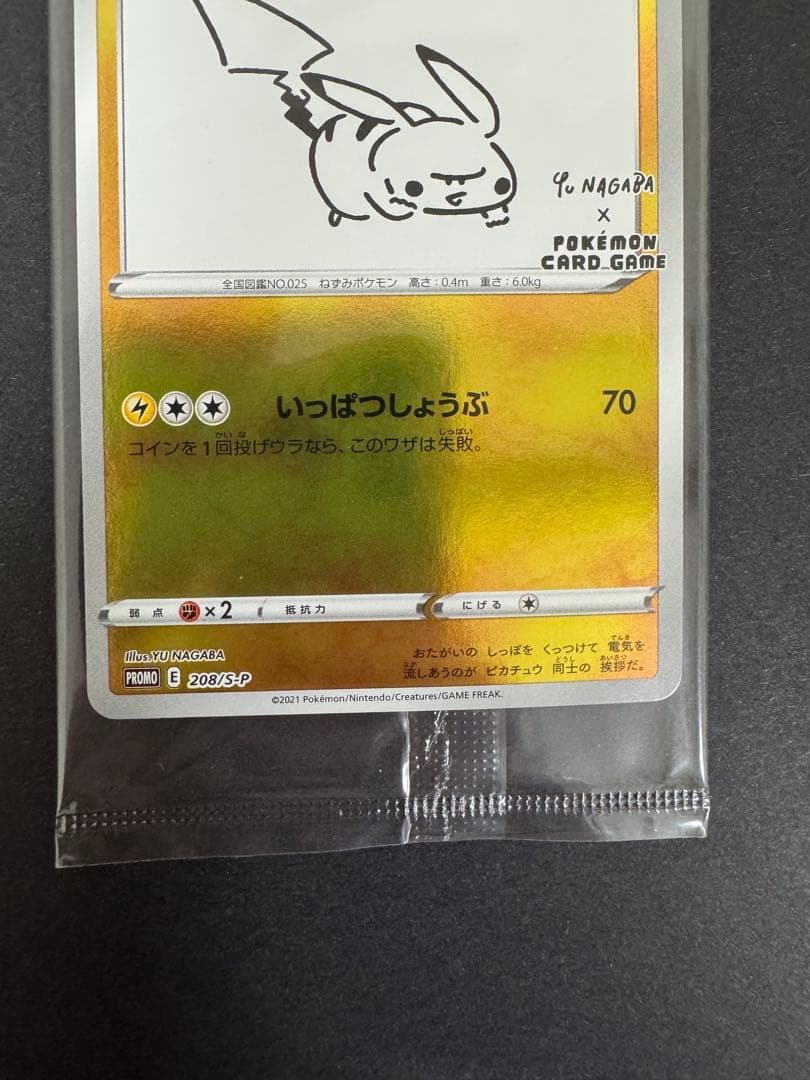 YU NAGABA
×
POKÉMON
CARD GAME
全国図鑑NO.025 ねずみポケモン 高さ:0.4m 重さ:6.0kg
いっぱつしょうぶ 70
コインを1回投げウラなら、このワザは失敗。
弱点 ×2 抵抗力 にげる
Illus.YU NAGABA
PROMO E 208/S-P
おたがいの しっぽを くっつけて 電気を
流しあうのが ピカチュウ 同士の 挨拶だ。
©2021 Pokémon/Nintendo/Creatures/GAME FREAK.